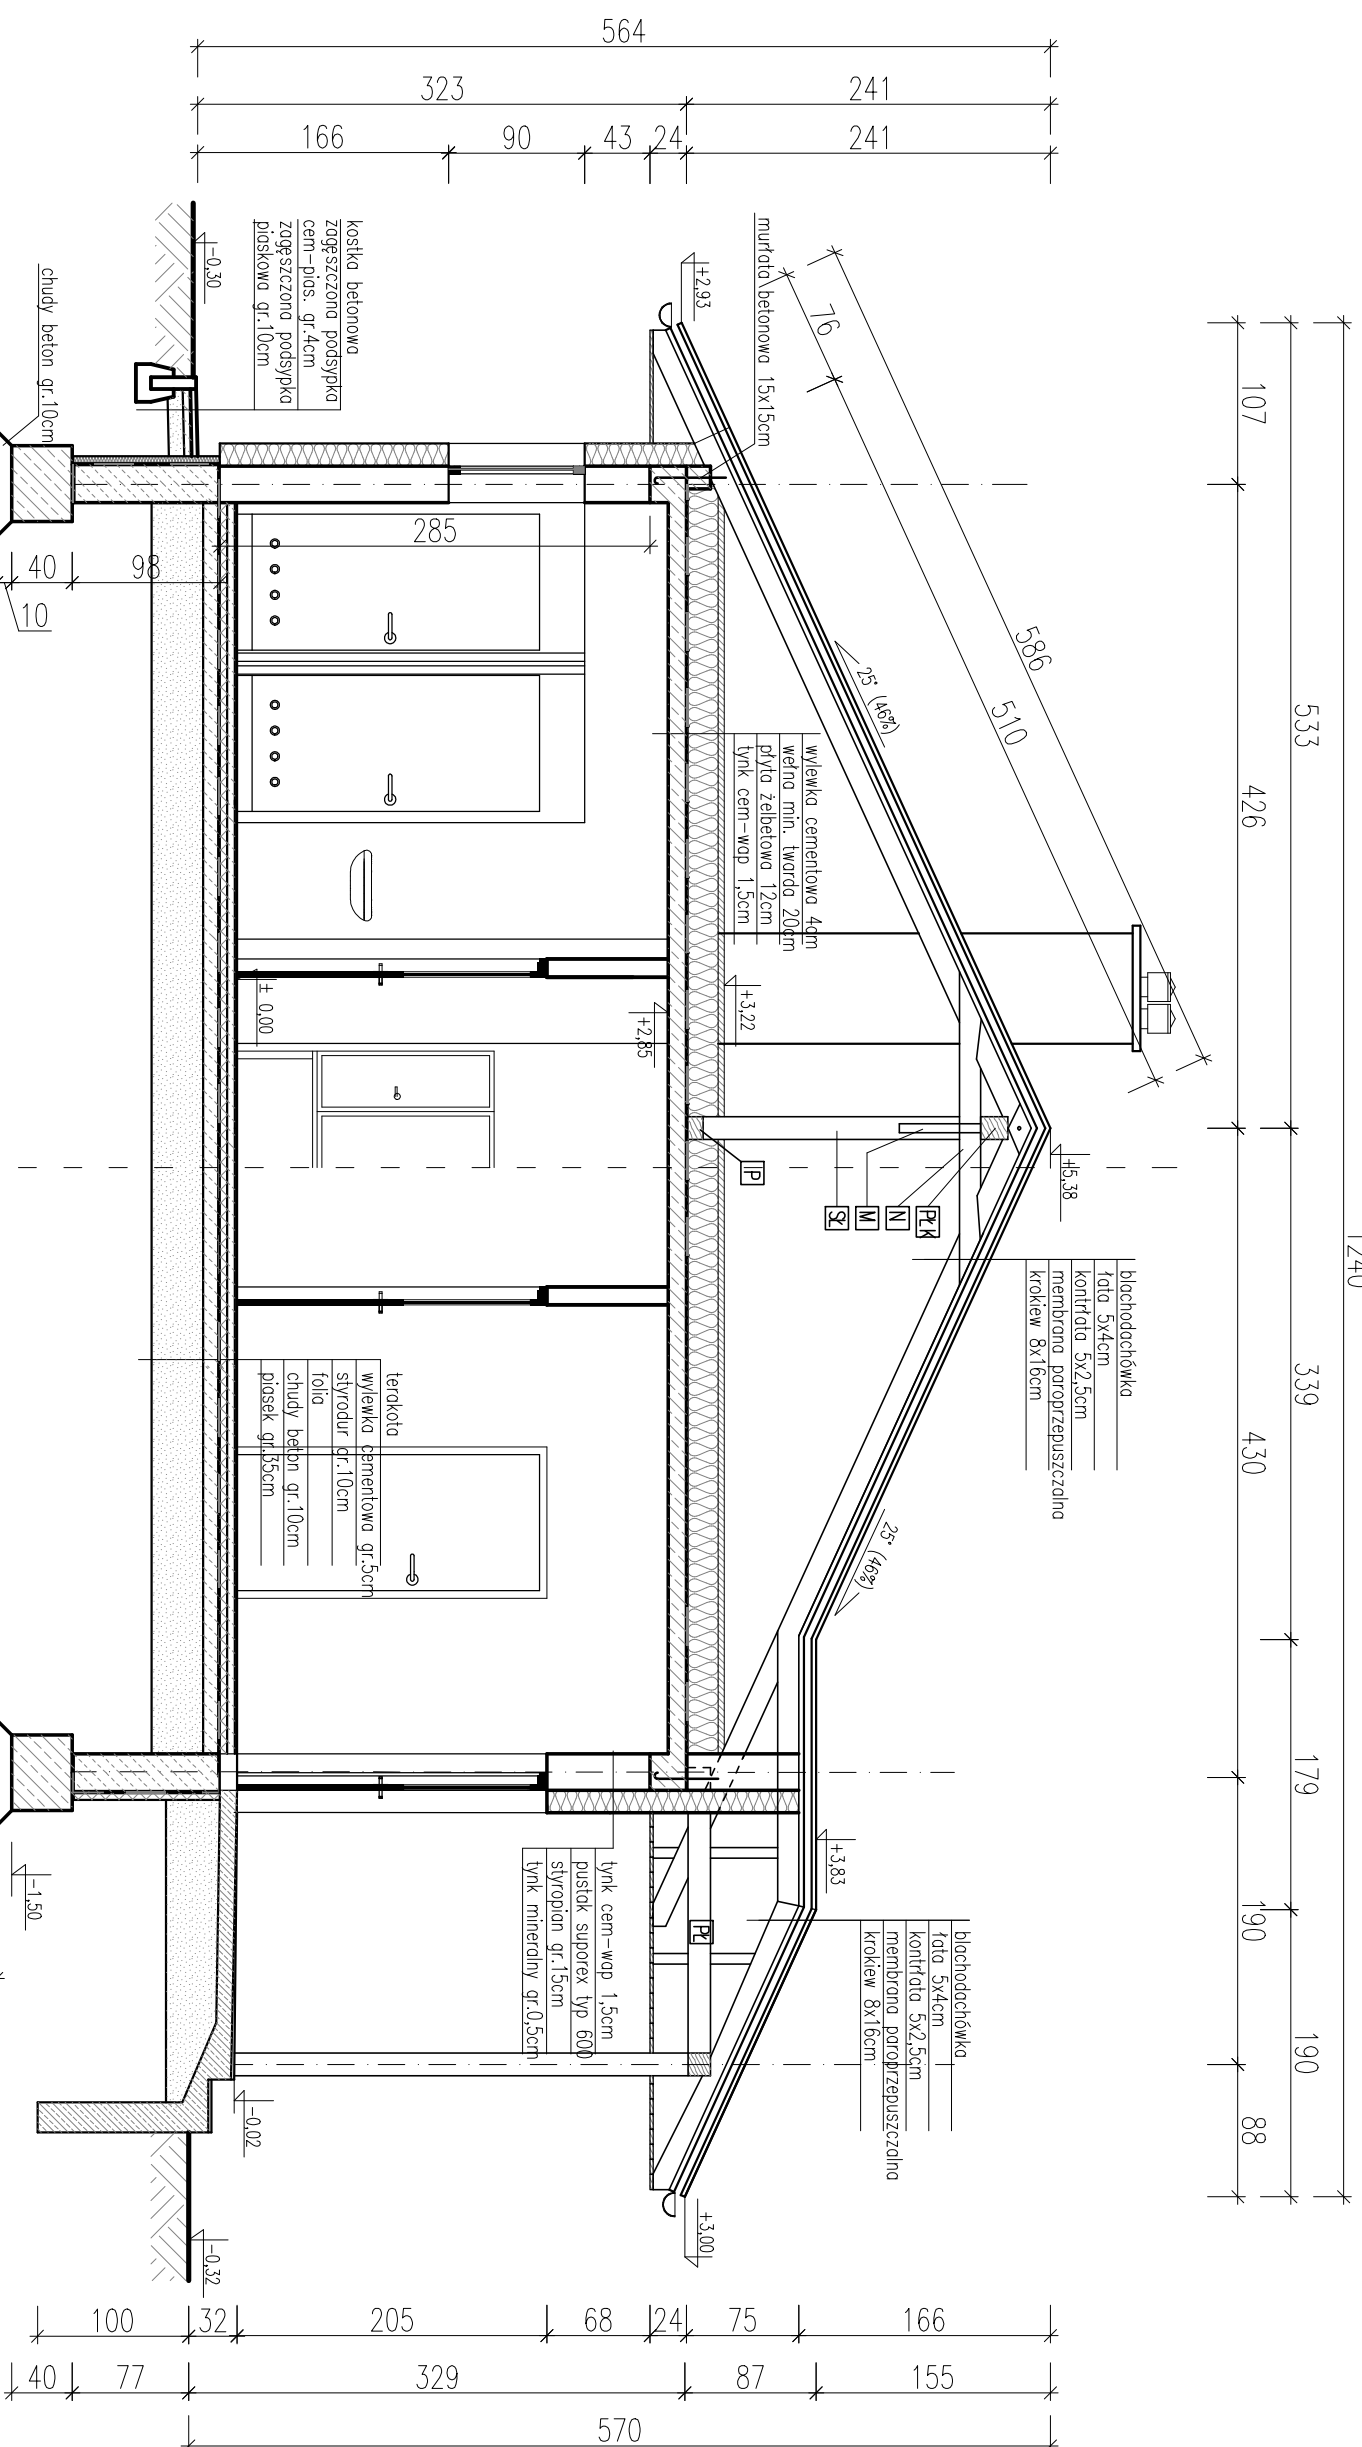 564
323
241
166
90
43
24
241
kostka betonowa
zagęszczona podsypka
cem-pias. gr.4cm
zagęszczona podsypka
piaskowa gr.10cm
-0,30
chudy beton gr.10cm
murłata betonowa 15x15cm
+2,93
76
586
510
25° (46%)
107
533
426
1240
339
430
179
190
190
88
285
40
98
10
wylewka cementowa 4cm
wełna min. twarda 20cm
płyta żelbetowa 12cm
tynk cem-wap 1,5cm
+3,22
+2,85
± 0,00
IP
SŁ
M
N
PŁK
+5,38
blachodachówka
łata 5x4cm
kontrłata 5x2,5cm
membrana paroprzepuszczalna
krokiew 8x16cm
25° (46%)
terakota
wylewka cementowa gr.5cm
styrodur gr.10cm
folia
chudy beton gr.10cm
piasek gr.35cm
tynk cem-wap 1,5cm
pustak suporex typ 600
styropian gr.15cm
tynk mineralny gr.0,5cm
+3,83
PŁ
blachodachówka
łata 5x4cm
kontrłata 5x2,5cm
membrana paroprzepuszczalna
krokiew 8x16cm
-1,50
-0,02
-0,32
+3,00
100
32
205
68
24
75
166
40
77
329
87
155
570